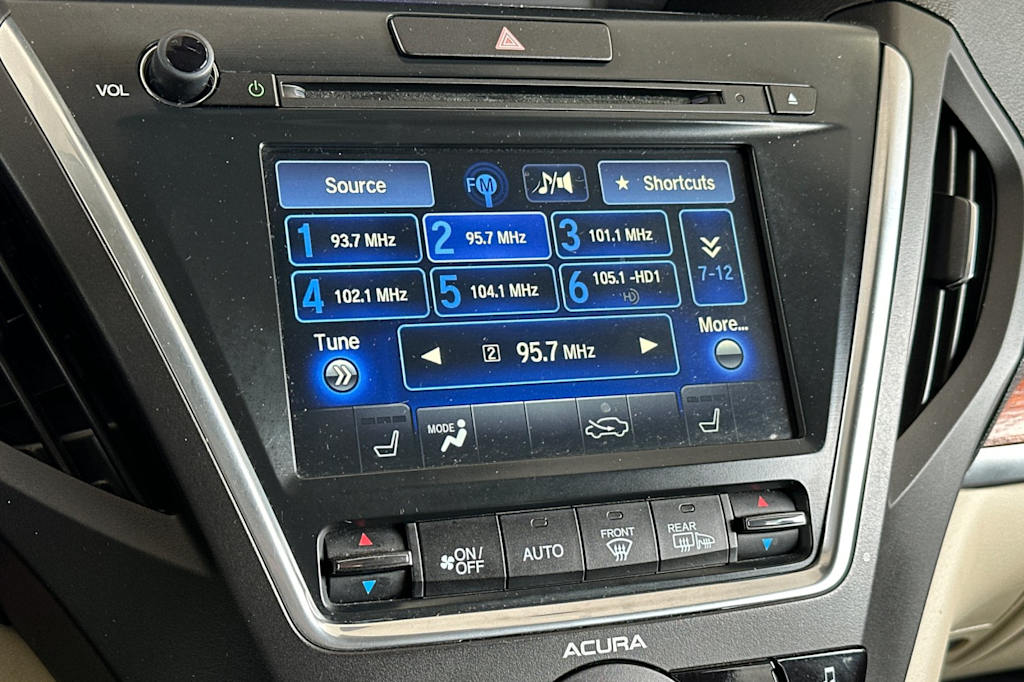 VOL
Source
FM
Shortcuts
1 93.7 MHz
2 95.7 MHz
3 101.1 MHz
4 102.1 MHz
5 104.1 MHz
6 105.1 -HD1
HD
7-12
Tune
2 95.7 MHz
More...
MODE
ON/
OFF
AUTO
FRONT
REAR
ACURA